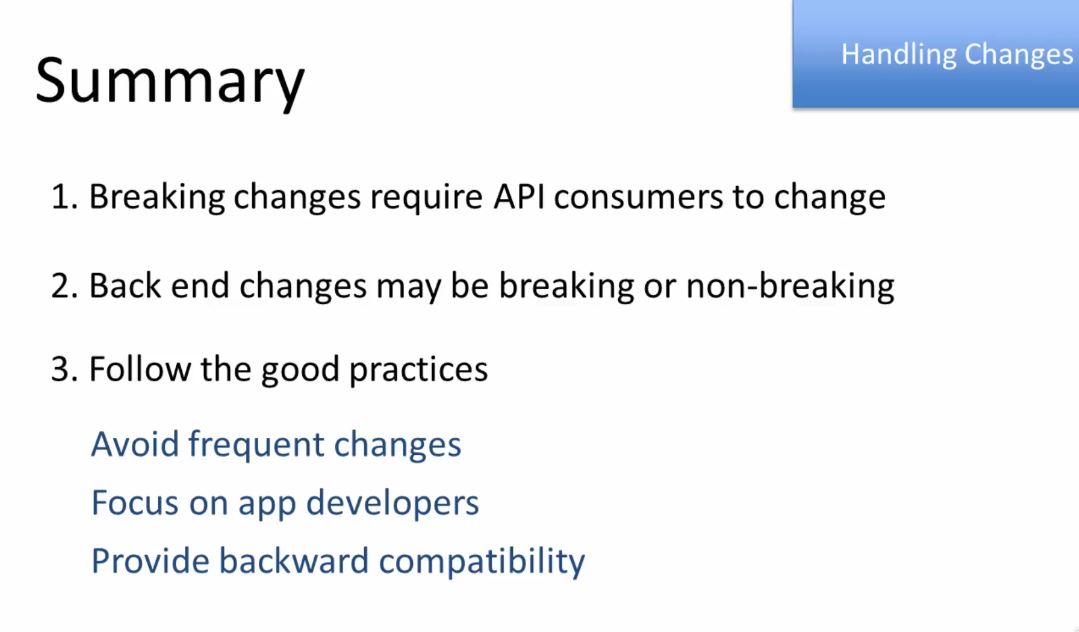 Handling Changes
Summary
1. Breaking changes require API consumers to change
2. Back end changes may be breaking or non-breaking
3. Follow the good practices
Avoid frequent changes
Focus on app developers
Provide backward compatibility